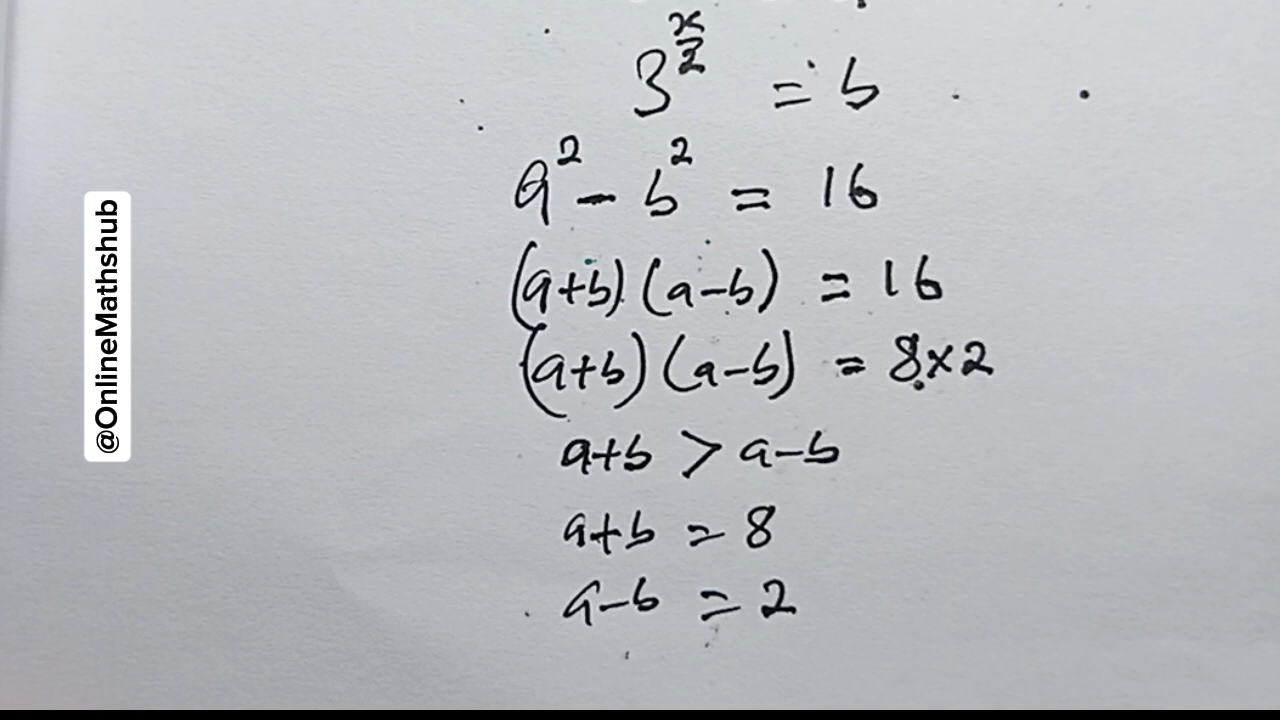 3^{x/2} = b
a² - b² = 16
(a+b)(a-b) = 16
(a+b)(a-b) = 8×2
a+b > a-b
a+b = 8
a-b = 2
@OnlineMathshub